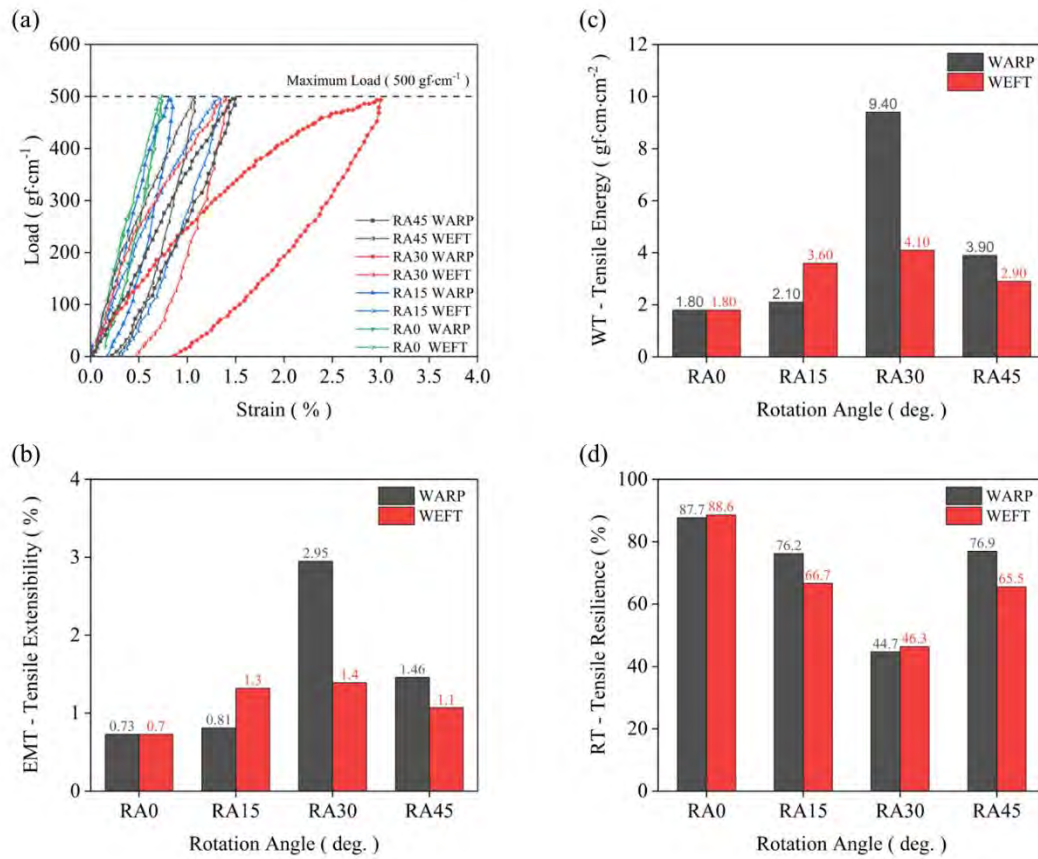 (a)
600
500
400
300
200
100
0
Load ( gf·cm-1)
Maximum Load ( 500 gf·cm-1)
RA45 WARP
RA45 WEFT
RA30 WARP
RA30 WEFT
RA15 WARP
RA15 WEFT
RA0 WARP
RA0 WEFT
0.0 0.5 1.0 1.5 2.0 2.5 3.0 3.5 4.0
Strain ( % )
(c)
12
10
8
6
4
2
0
WT - Tensile Energy ( gf·cm·cm-2)
WARP
WEFT
1.80 1.80 2.10 3.60 9.40 4.10 3.90 2.90
RA0 RA15 RA30 RA45
Rotation Angle ( deg. )
(b)
4
3
2
1
0
EMT - Tensile Extensibility ( % )
WARP
WEFT
0.73 0.7 0.81 1.3 2.95 1.4 1.46 1.1
RA0 RA15 RA30 RA45
Rotation Angle ( deg. )
(d)
100
80
60
40
20
0
RT - Tensile Resilience ( % )
WARP
WEFT
87.7 88.6 76.2 66.7 44.7 46.3 76.9 65.5
RA0 RA15 RA30 RA45
Rotation Angle ( deg. )